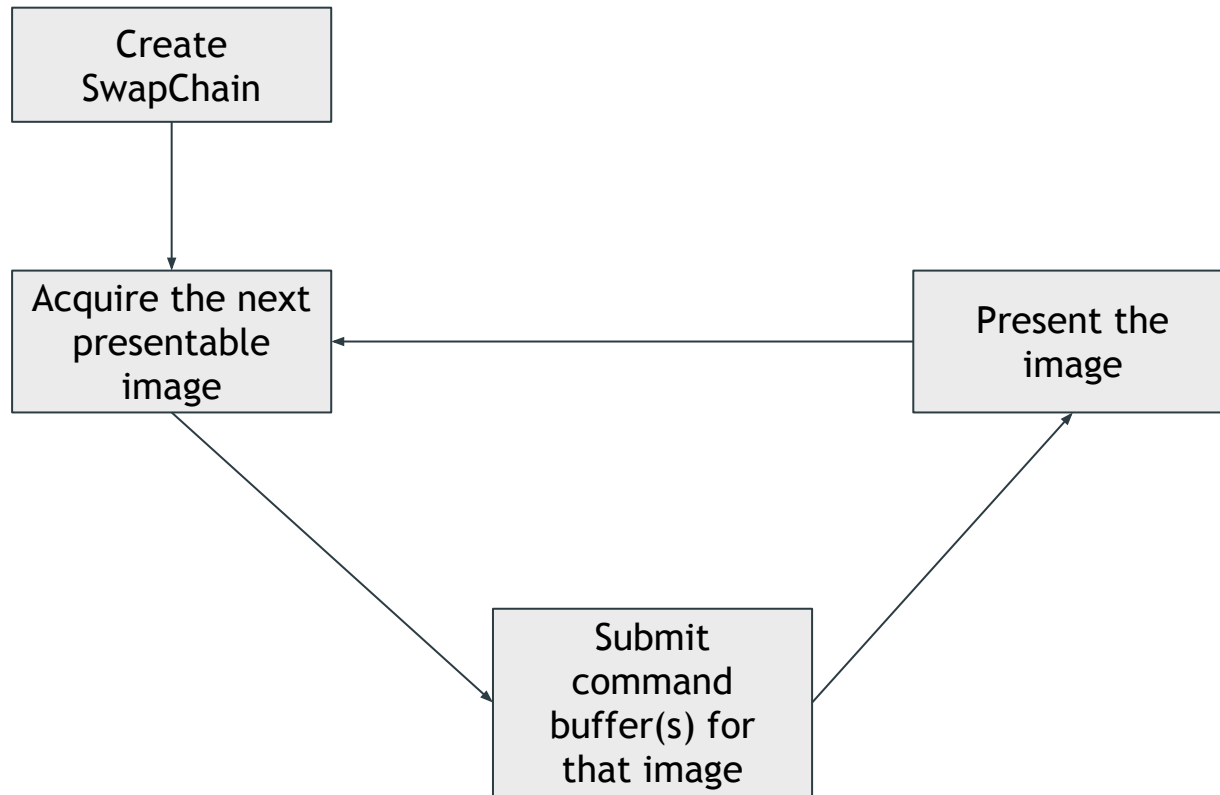 Create
SwapChain
Acquire the next
presentable
image
Present the
image
Submit
command
buffer(s) for
that image